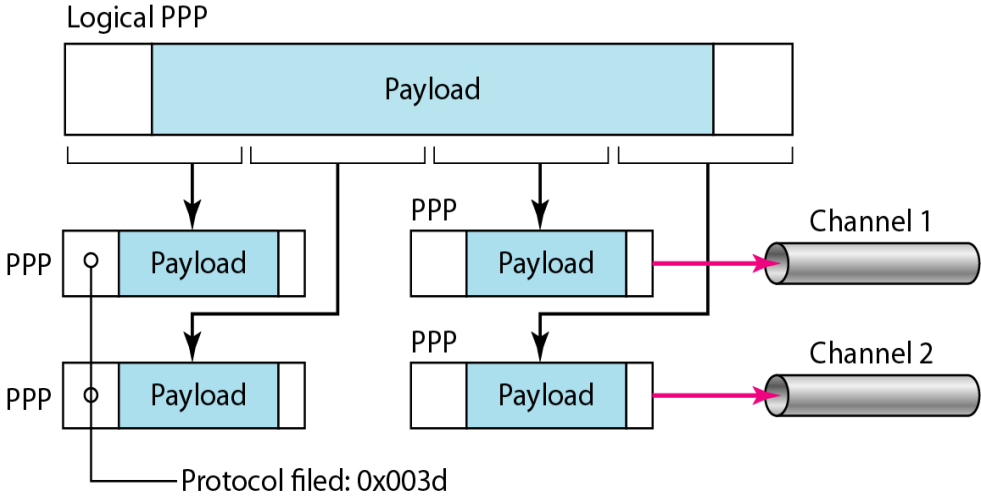 Logical PPP
Payload
PPP
Channel 1
PPP
Payload
Payload
PPP
Channel 2
PPP
Payload
Payload
Protocol filed: 0x003d